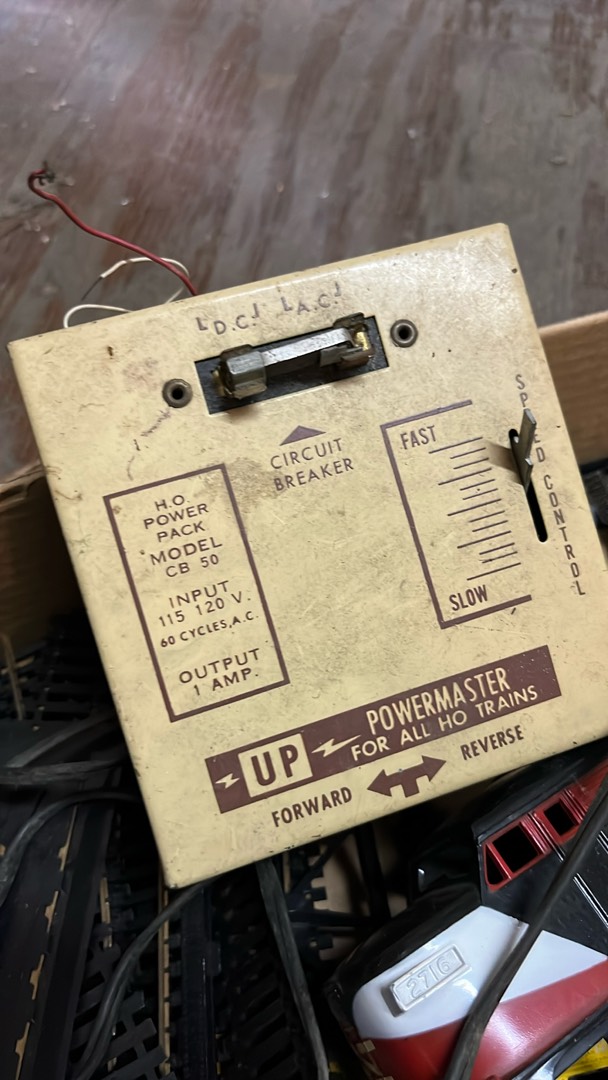 D.C. A.C.
CIRCUIT
BREAKER
H.O.
POWER
PACK
MODEL
CB 50
INPUT
115 120 V.
60 CYCLES, A.C.
OUTPUT
1 AMP.
FAST
SLOW
SPEED CONTROL
UP POWERMASTER
FOR ALL HO TRAINS
FORWARD REVERSE
2716